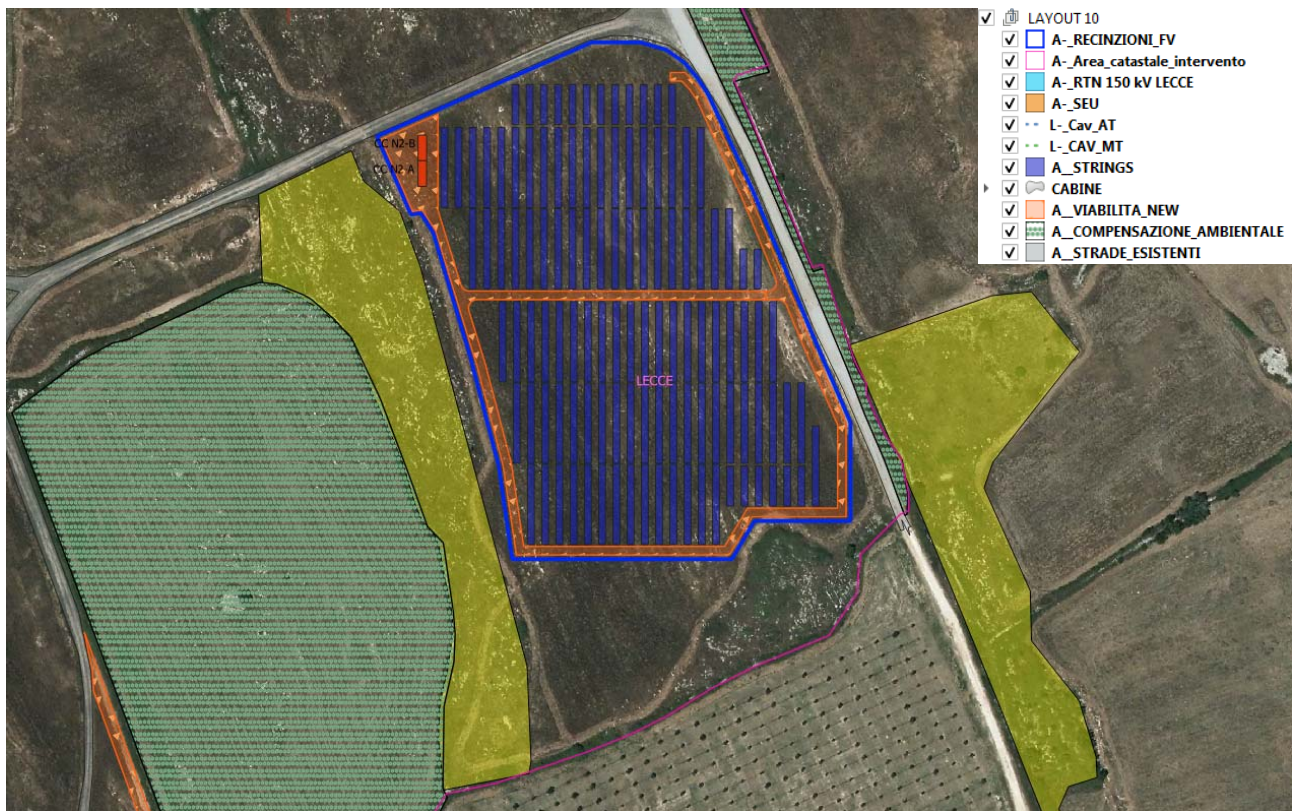 LAYOUT 10
A-_RECINZIONI_FV
A-_Area_catastale_intervento
A-_RTN 150 kV LECCE
A-_SEU
L-_Cav_AT
L-_CAV_MT
A__STRINGS
CABINE
A__VIABILITA_NEW
A__COMPENSAZIONE_AMBIENTALE
A__STRADE_ESISTENTI
CC N2-B
CC N2-A
LECCE